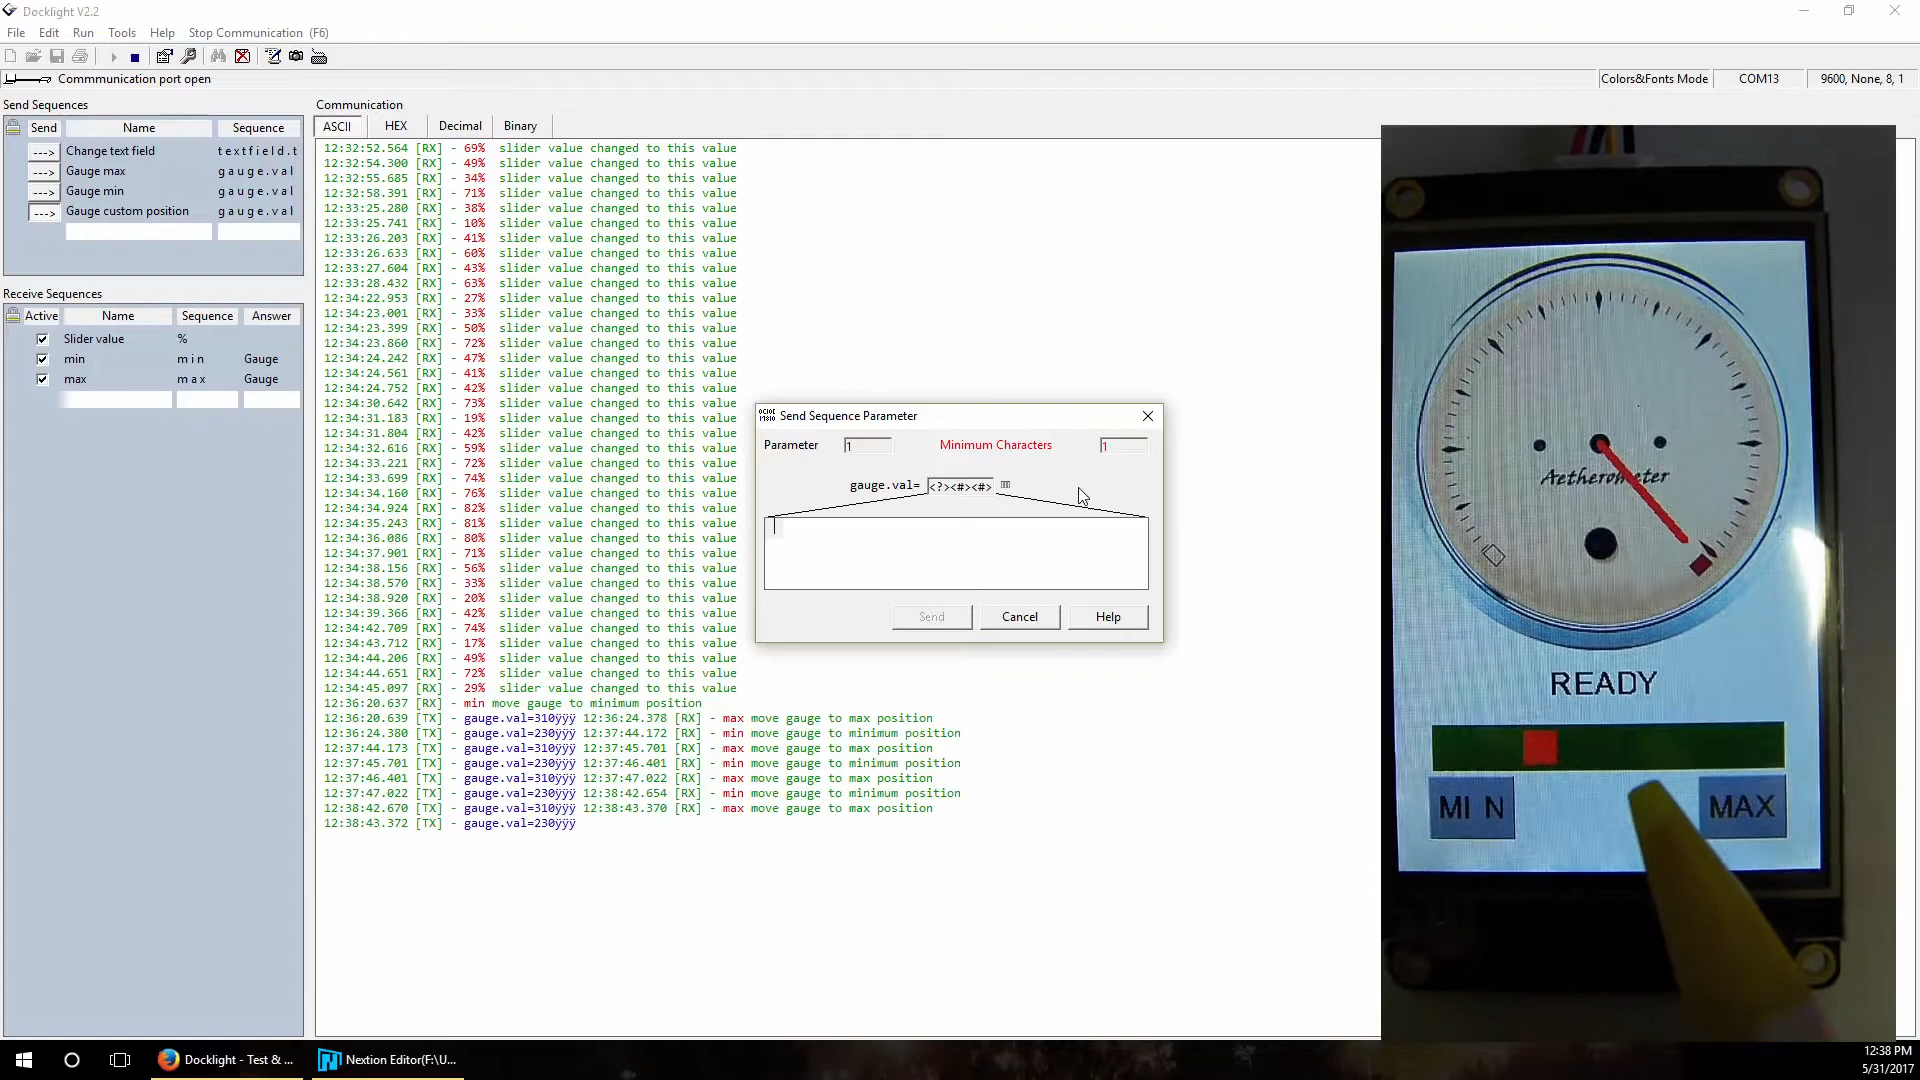 Docklight V2.2
File Edit Run Tools Help Stop Communication (F6)
Commmunication port open
Colors&Fonts Mode COM13 9600, None, 8, 1
Send Sequences
Send Name Sequence
---> Change text field textfield.t
---> Gauge max gauge.val
---> Gauge min gauge.val
---> Gauge custom position gauge.val
Receive Sequences
Active Name Sequence Answer
Slider value %
min min Gauge
max max Gauge
Communication
ASCII HEX Decimal Binary
12:32:52.564 [RX] - 69% slider value changed to this value
12:32:54.300 [RX] - 49% slider value changed to this value
12:32:55.685 [RX] - 34% slider value changed to this value
12:32:58.391 [RX] - 71% slider value changed to this value
12:33:25.280 [RX] - 38% slider value changed to this value
12:33:25.741 [RX] - 10% slider value changed to this value
12:33:26.203 [RX] - 41% slider value changed to this value
12:33:26.633 [RX] - 60% slider value changed to this value
12:33:27.604 [RX] - 43% slider value changed to this value
12:33:28.432 [RX] - 63% slider value changed to this value
12:34:22.953 [RX] - 27% slider value changed to this value
12:34:23.001 [RX] - 33% slider value changed to this value
12:34:23.399 [RX] - 50% slider value changed to this value
12:34:23.860 [RX] - 72% slider value changed to this value
12:34:24.242 [RX] - 47% slider value changed to this value
12:34:24.561 [RX] - 41% slider value changed to this value
12:34:24.752 [RX] - 42% slider value changed to this value
12:34:30.642 [RX] - 73% slider value changed to this value
12:34:31.183 [RX] - 19% slider value changed to this value
12:34:31.804 [RX] - 42% slider value changed to this value
12:34:32.616 [RX] - 59% slider value changed to this value
12:34:33.221 [RX] - 72% slider value changed to this value
12:34:33.699 [RX] - 74% slider value changed to this value
12:34:34.160 [RX] - 76% slider value changed to this value
12:34:34.924 [RX] - 82% slider value changed to this value
12:34:35.243 [RX] - 81% slider value changed to this value
12:34:36.086 [RX] - 80% slider value changed to this value
12:34:37.901 [RX] - 71% slider value changed to this value
12:34:38.156 [RX] - 56% slider value changed to this value
12:34:38.570 [RX] - 33% slider value changed to this value
12:34:38.920 [RX] - 20% slider value changed to this value
12:34:39.366 [RX] - 42% slider value changed to this value
12:34:42.709 [RX] - 74% slider value changed to this value
12:34:43.712 [RX] - 17% slider value changed to this value
12:34:44.206 [RX] - 49% slider value changed to this value
12:34:44.651 [RX] - 72% slider value changed to this value
12:34:45.097 [RX] - 29% slider value changed to this value
12:36:20.637 [RX] - min move gauge to minimum position
12:36:20.639 [TX] - gauge.val=310ÿÿÿ 12:36:24.378 [RX] - max move gauge to max position
12:36:24.380 [TX] - gauge.val=230ÿÿÿ 12:37:44.172 [RX] - min move gauge to minimum position
12:37:44.173 [TX] - gauge.val=310ÿÿÿ 12:37:45.701 [RX] - max move gauge to max position
12:37:45.701 [TX] - gauge.val=230ÿÿÿ 12:37:46.401 [RX] - min move gauge to minimum position
12:37:46.401 [TX] - gauge.val=310ÿÿÿ 12:37:47.022 [RX] - max move gauge to max position
12:37:47.022 [TX] - gauge.val=230ÿÿÿ 12:38:42.654 [RX] - min move gauge to minimum position
12:38:42.670 [TX] - gauge.val=310ÿÿÿ 12:38:43.370 [RX] - max move gauge to max position
12:38:43.372 [TX] - gauge.val=230ÿÿÿ
Send Sequence Parameter
Parameter 1 Minimum Characters 1
gauge.val= <?><#><#>
Send Cancel Help
Aetherometer
READY
MIN MAX
Docklight - Test & ... Nextion Editor(F:\U...
12:38 PM
5/31/2017